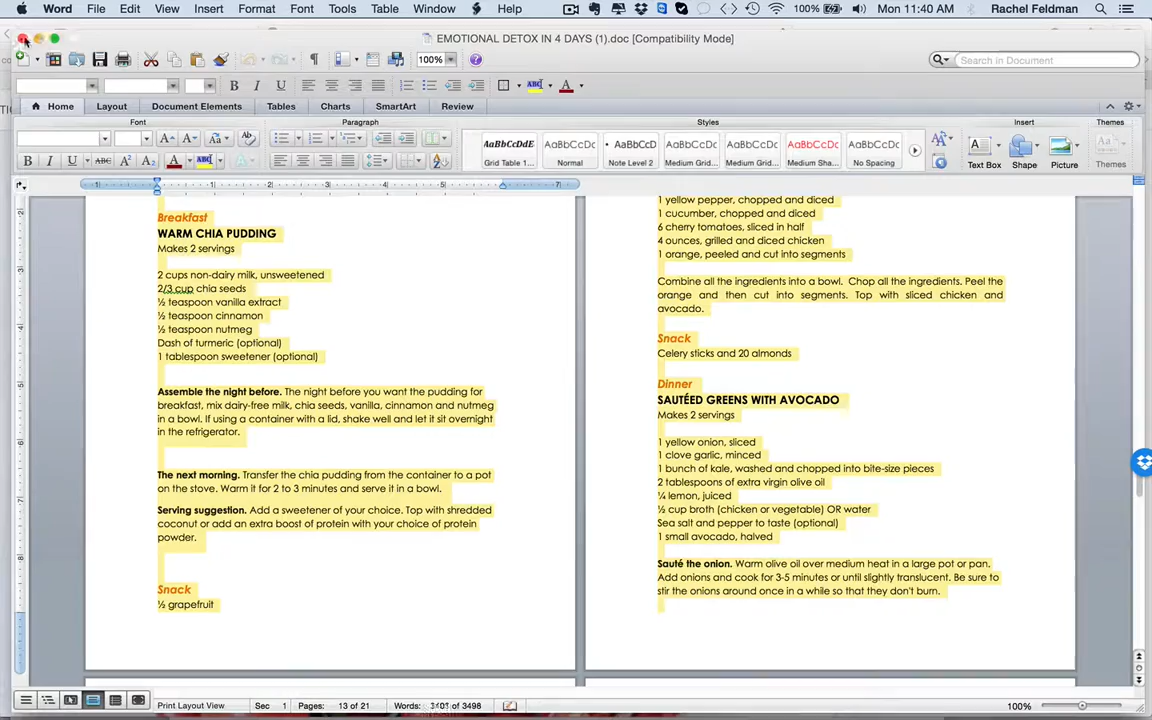 Word File Edit View Insert Format Font Tools Table Window Help 100% Mon 11:40 AM Rachel Feldman
EMOTIONAL DETOX IN 4 DAYS (1).doc [Compatibility Mode]
100% Search in Document
Home Layout Document Elements Tables Charts SmartArt Review
Font Paragraph Styles Insert Themes
AaBbCcDc AaBbCcDc AaBbCcD AaBbCcDc AaBbCcDc AaBbCcDc AaBbCcDc
Grid Table 1... Normal Note Level 2 Medium Grid... Medium Grid... Medium Sha... No Spacing Text Box Shape Picture Themes
Breakfast
WARM CHIA PUDDING
Makes 2 servings
2 cups non-dairy milk, unsweetened
2/3 cup chia seeds
½ teaspoon vanilla extract
½ teaspoon cinnamon
½ teaspoon nutmeg
Dash of turmeric (optional)
1 tablespoon sweetener (optional)
Assemble the night before. The night before you want the pudding for
breakfast, mix dairy-free milk, chia seeds, vanilla, cinnamon and nutmeg
in a bowl. If using a container with a lid, shake well and let it sit overnight
in the refrigerator.
The next morning. Transfer the chia pudding from the container to a pot
on the stove. Warm it for 2 to 3 minutes and serve it in a bowl.
Serving suggestion. Add a sweetener of your choice. Top with shredded
coconut or add an extra boost of protein with your choice of protein
powder.
Snack
½ grapefruit
1 yellow pepper, chopped and diced
1 cucumber, chopped and diced
6 cherry tomatoes, sliced in half
4 ounces, grilled and diced chicken
1 orange, peeled and cut into segments
Combine all the ingredients into a bowl. Chop all the ingredients. Peel the
orange and then cut into segments. Top with sliced chicken and
avocado.
Snack
Celery sticks and 20 almonds
Dinner
SAUTÉED GREENS WITH AVOCADO
Makes 2 servings
1 yellow onion, sliced
1 clove garlic, minced
1 bunch of kale, washed and chopped into bite-size pieces
2 tablespoons of extra virgin olive oil
¼ lemon, juiced
½ cup broth (chicken or vegetable) OR water
Sea salt and pepper to taste (optional)
1 small avocado, halved
Sauté the onion. Warm olive oil over medium heat in a large pot or pan.
Add onions and cook for 3-5 minutes or until slightly translucent. Be sure to
stir the onions around once in a while so that they don't burn.
Print Layout View Sec 1 Pages: 13 of 21 Words: of 3498 100%